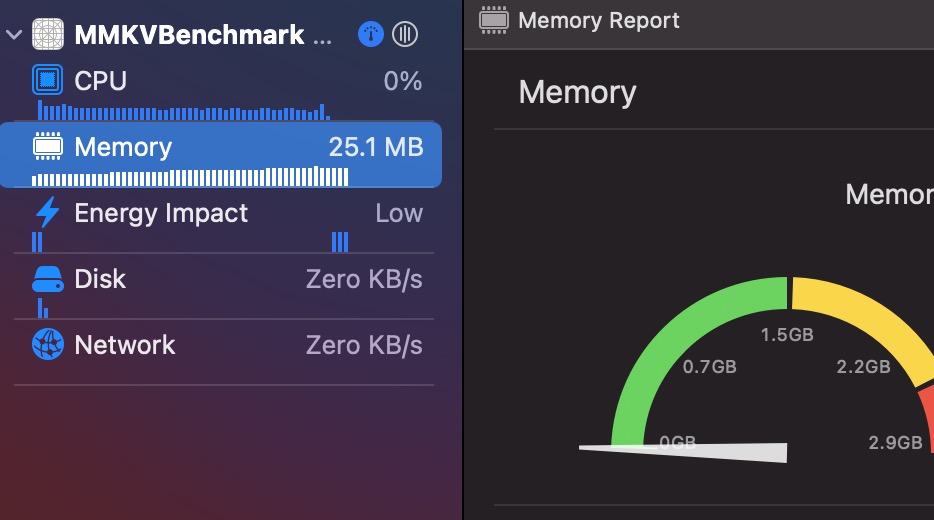 MMKVBenchmark ...
CPU 0%
Memory 25.1 MB
Energy Impact Low
Disk Zero KB/s
Network Zero KB/s
Memory Report
Memory
Memor
1.5GB
0.7GB
2.2GB
0GB
2.9GB